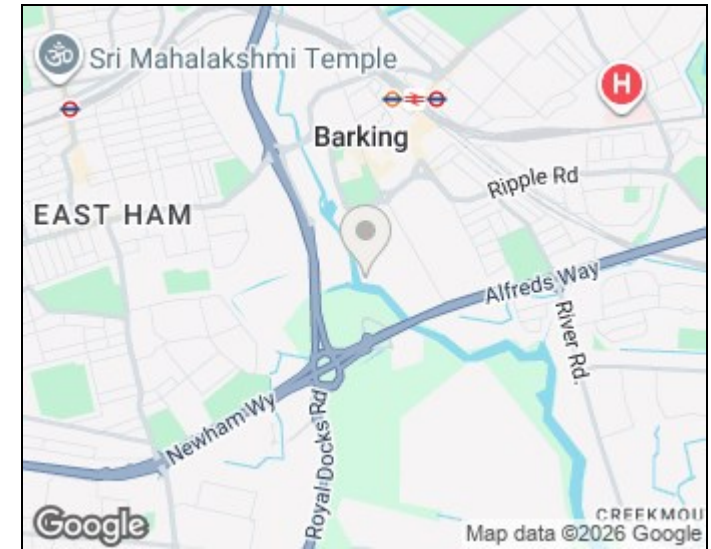 Sri Mahalakshmi Temple
H
Barking
Ripple Rd
EAST HAM
Alfreds Way
River Rd.
Newham Wy
Royal Docks Rd
CREEKMOU
Google
Map data ©2026 Google